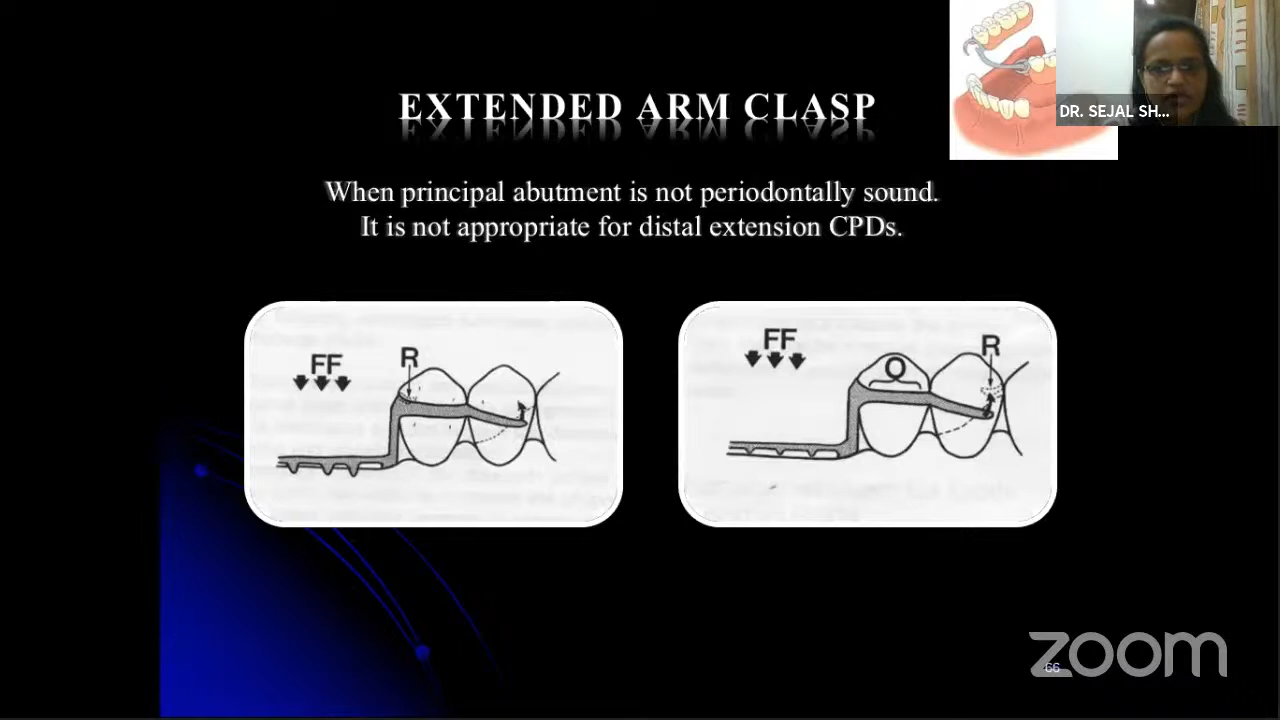 DR. SEJAL SH...
EXTENDED ARM CLASP
When principal abutment is not periodontally sound.
It is not appropriate for distal extension CPDs.
FF
R
FF
O
R
zoom
66